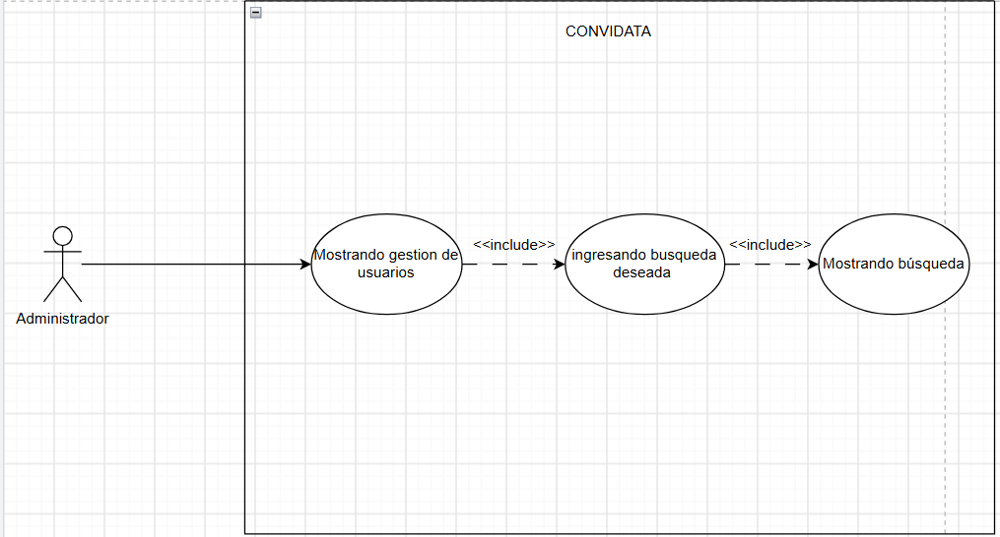 CONVIDATA
Administrador
Mostrando gestion de
usuarios
<<include>>
ingresando busqueda
deseada
<<include>>
Mostrando búsqueda